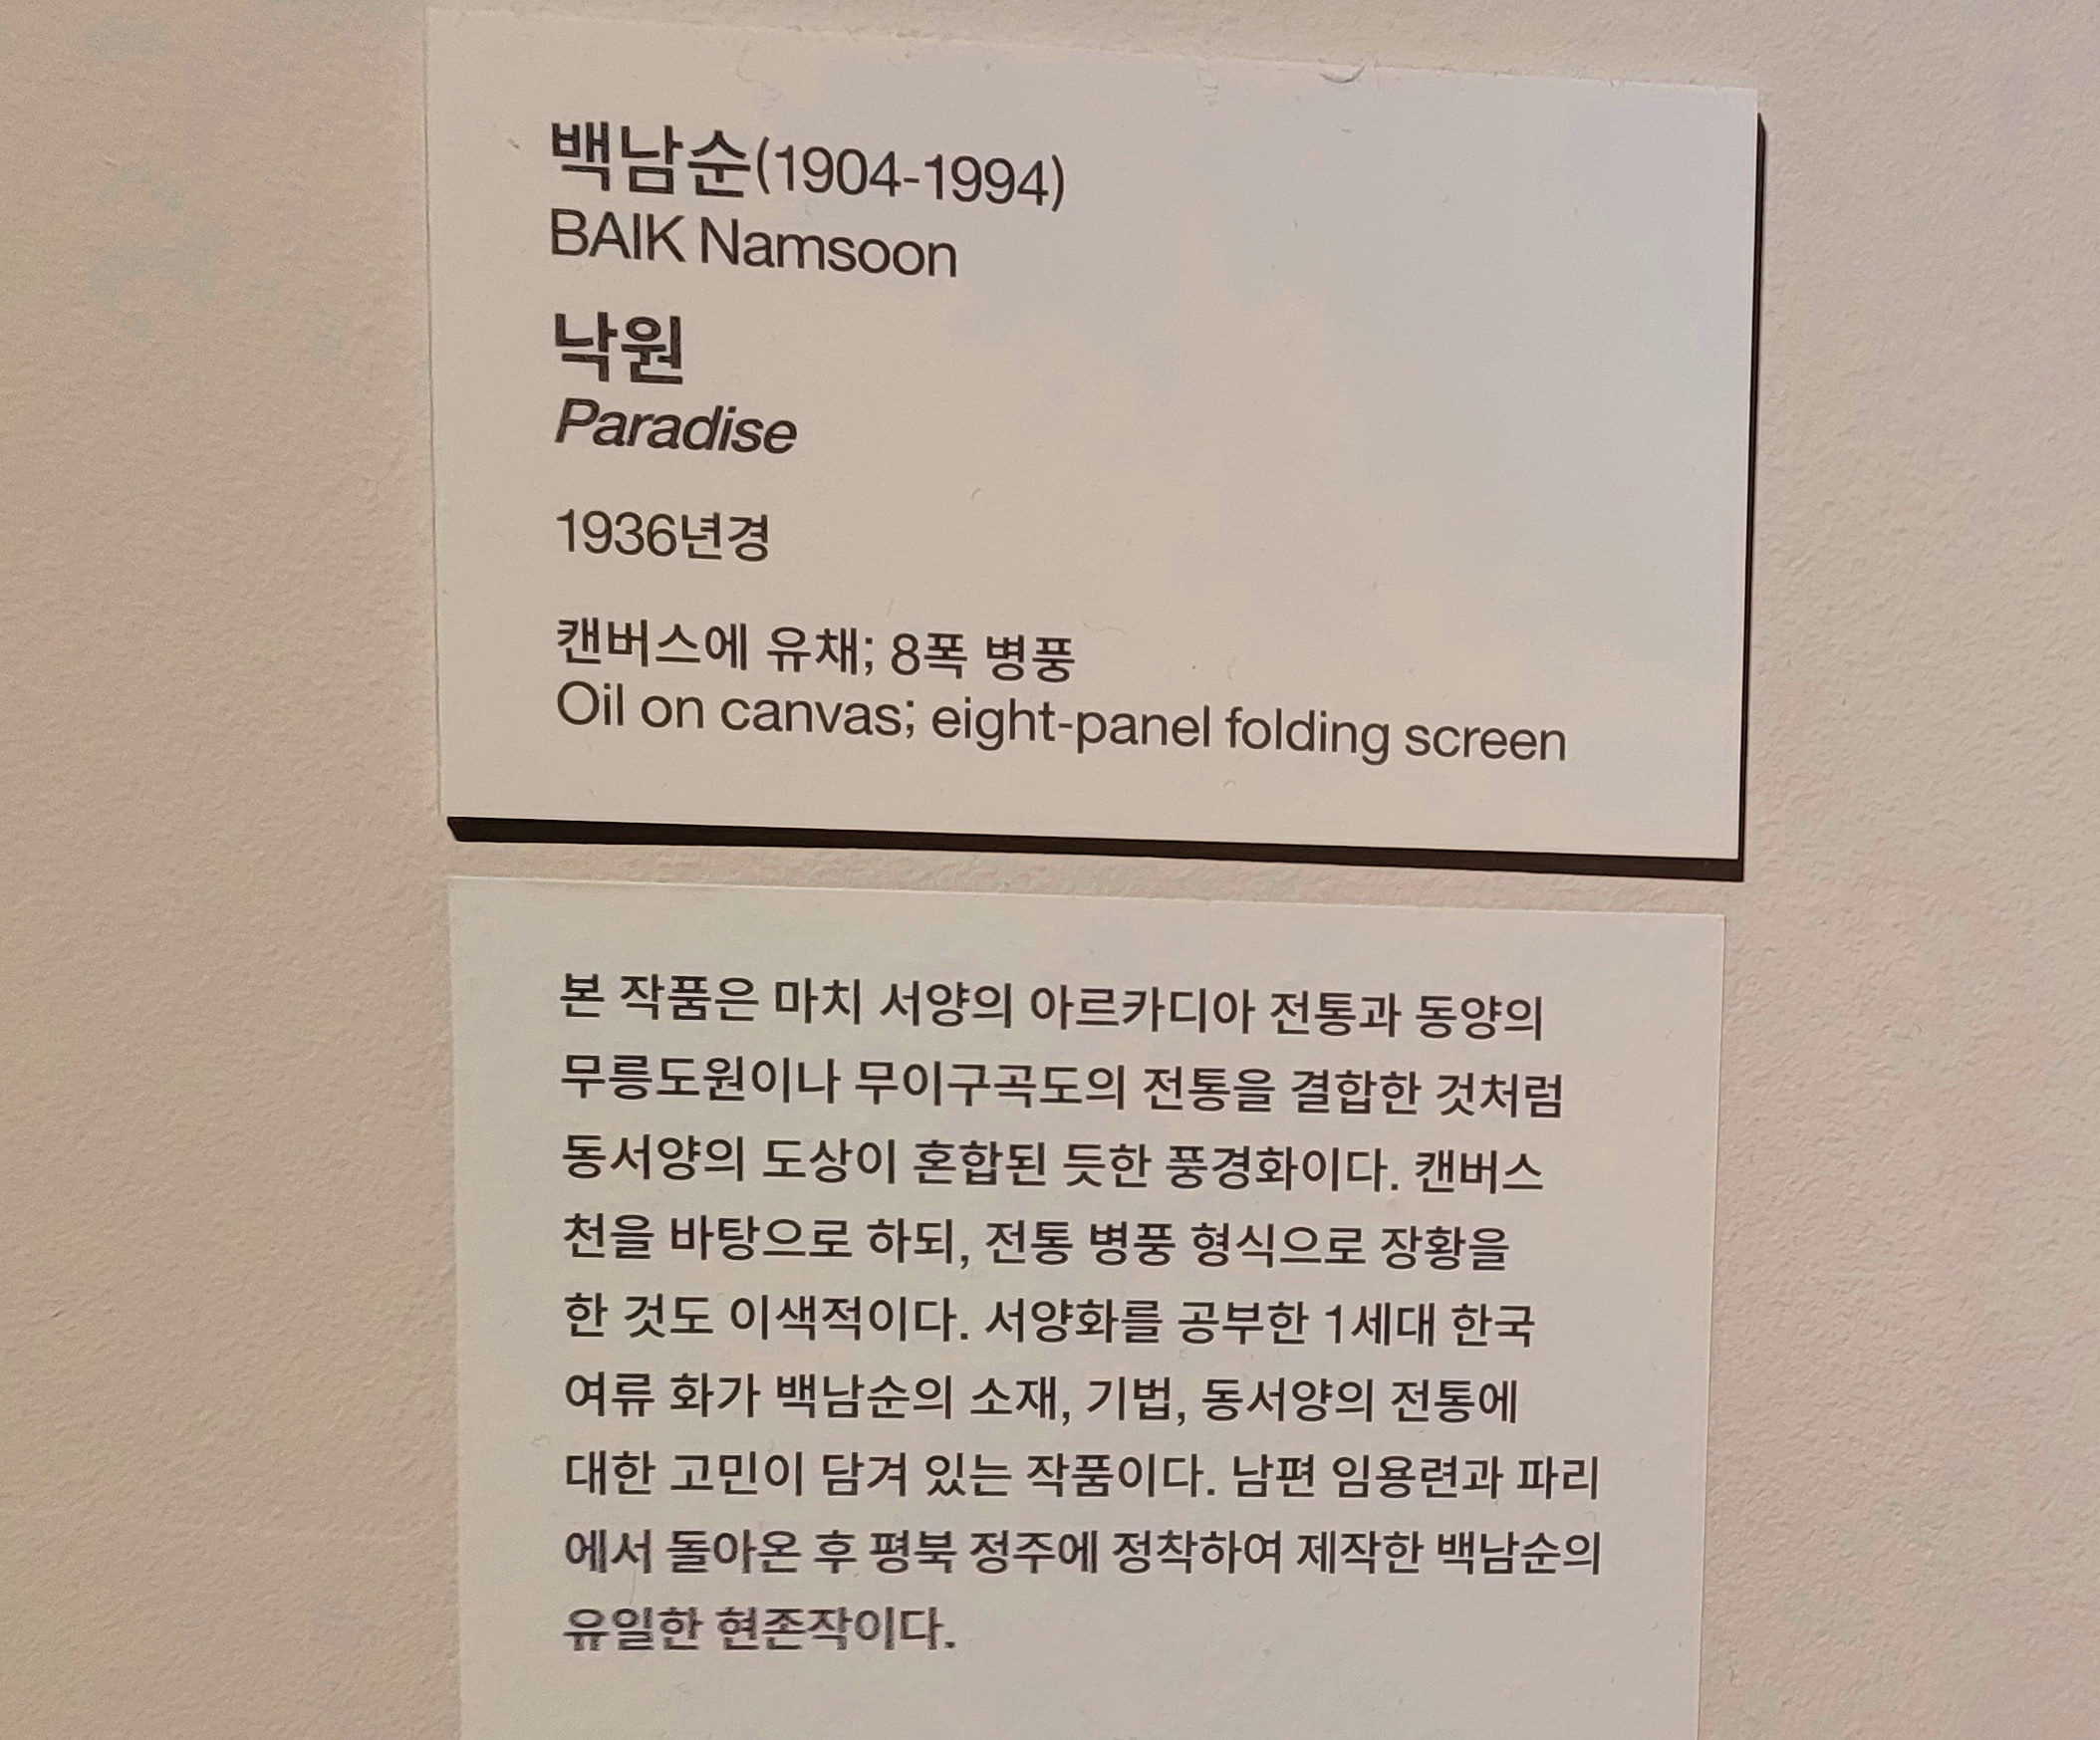 백남순(1904-1994)
BAIK Namsoon
낙원
Paradise
1936년경
캔버스에 유채; 8폭 병풍
Oil on canvas; eight-panel folding screen
본 작품은 마치 서양의 아르카디아 전통과 동양의
무릉도원이나 무이구곡도의 전통을 결합한 것처럼
동서양의 도상이 혼합된 듯한 풍경화이다. 캔버스
천을 바탕으로 하되, 전통 병풍 형식으로 장황을
한 것도 이색적이다. 서양화를 공부한 1세대 한국
여류 화가 백남순의 소재, 기법, 동서양의 전통에
대한 고민이 담겨 있는 작품이다. 남편 임용련과 파리
에서 돌아온 후 평북 정주에 정착하여 제작한 백남순의
유일한 현존작이다.